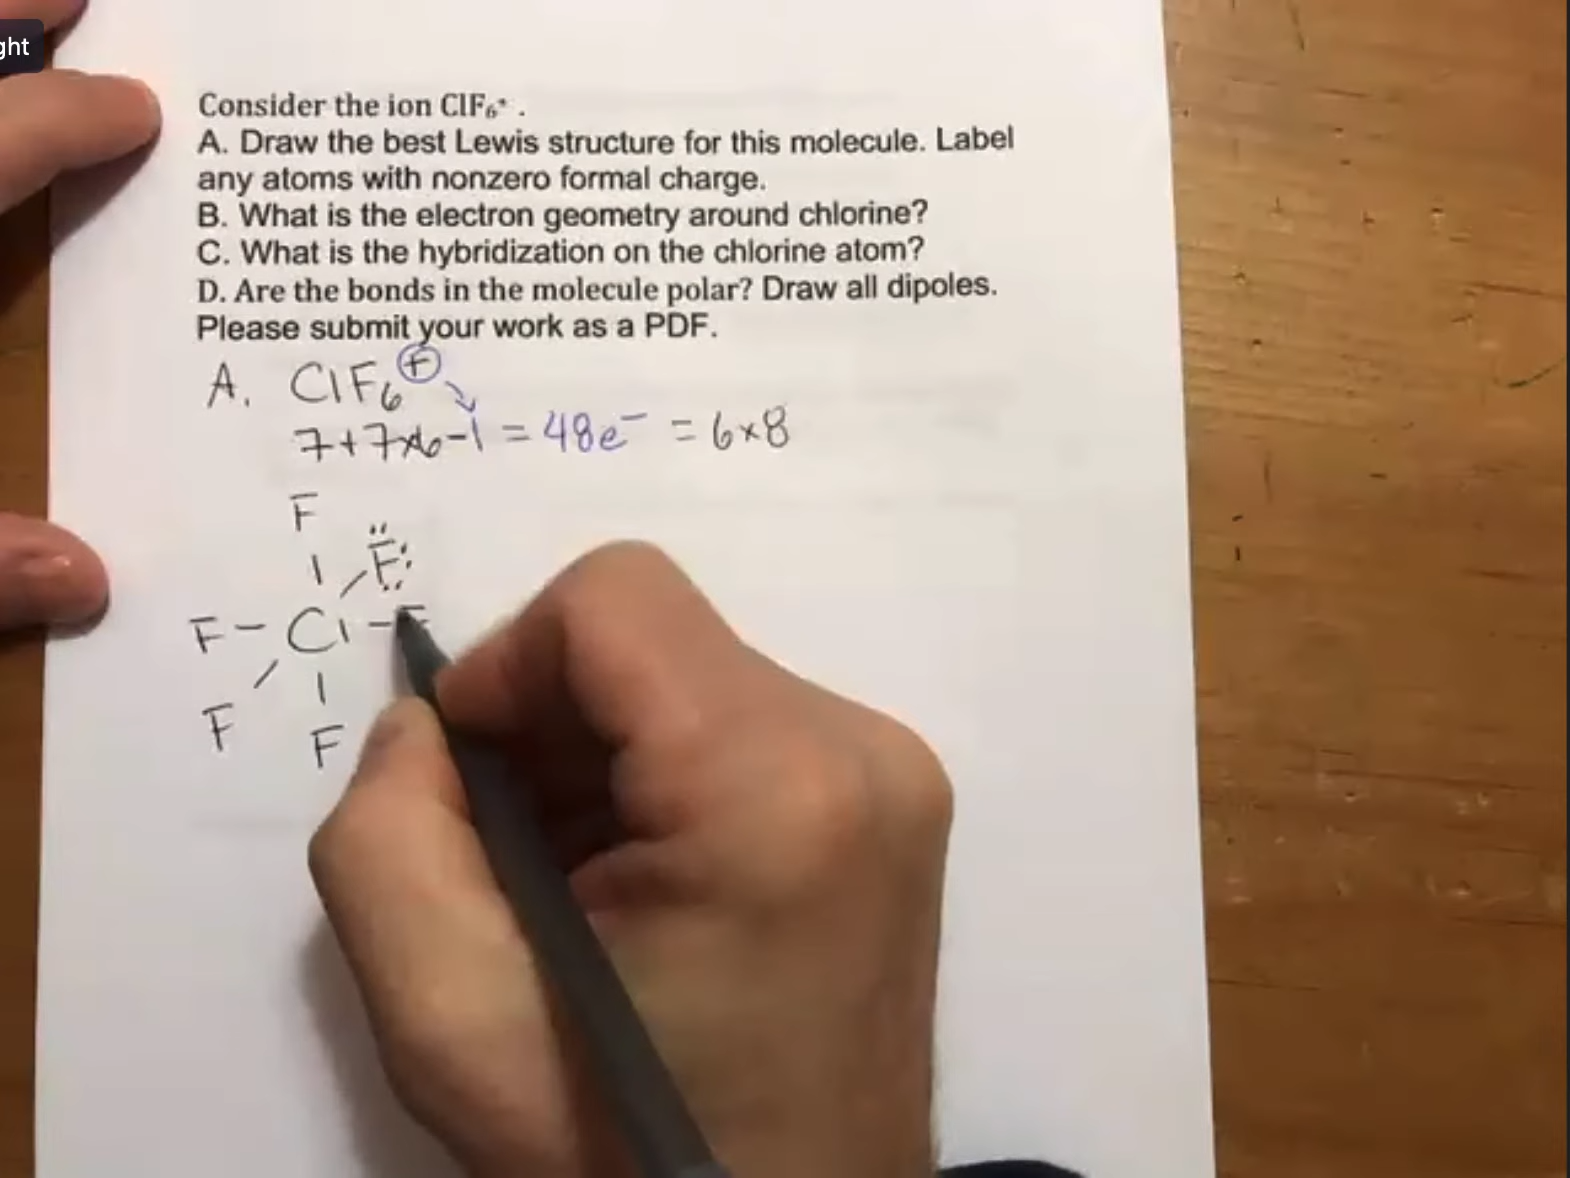 ght
Consider the ion ClF₆⁺ .
A. Draw the best Lewis structure for this molecule. Label
any atoms with nonzero formal charge.
B. What is the electron geometry around chlorine?
C. What is the hybridization on the chlorine atom?
D. Are the bonds in the molecule polar? Draw all dipoles.
Please submit your work as a PDF.
A. ClF₆⁺
7+7×6-1 = 48e⁻ = 6×8
F
F
F - Cl - F
F
F